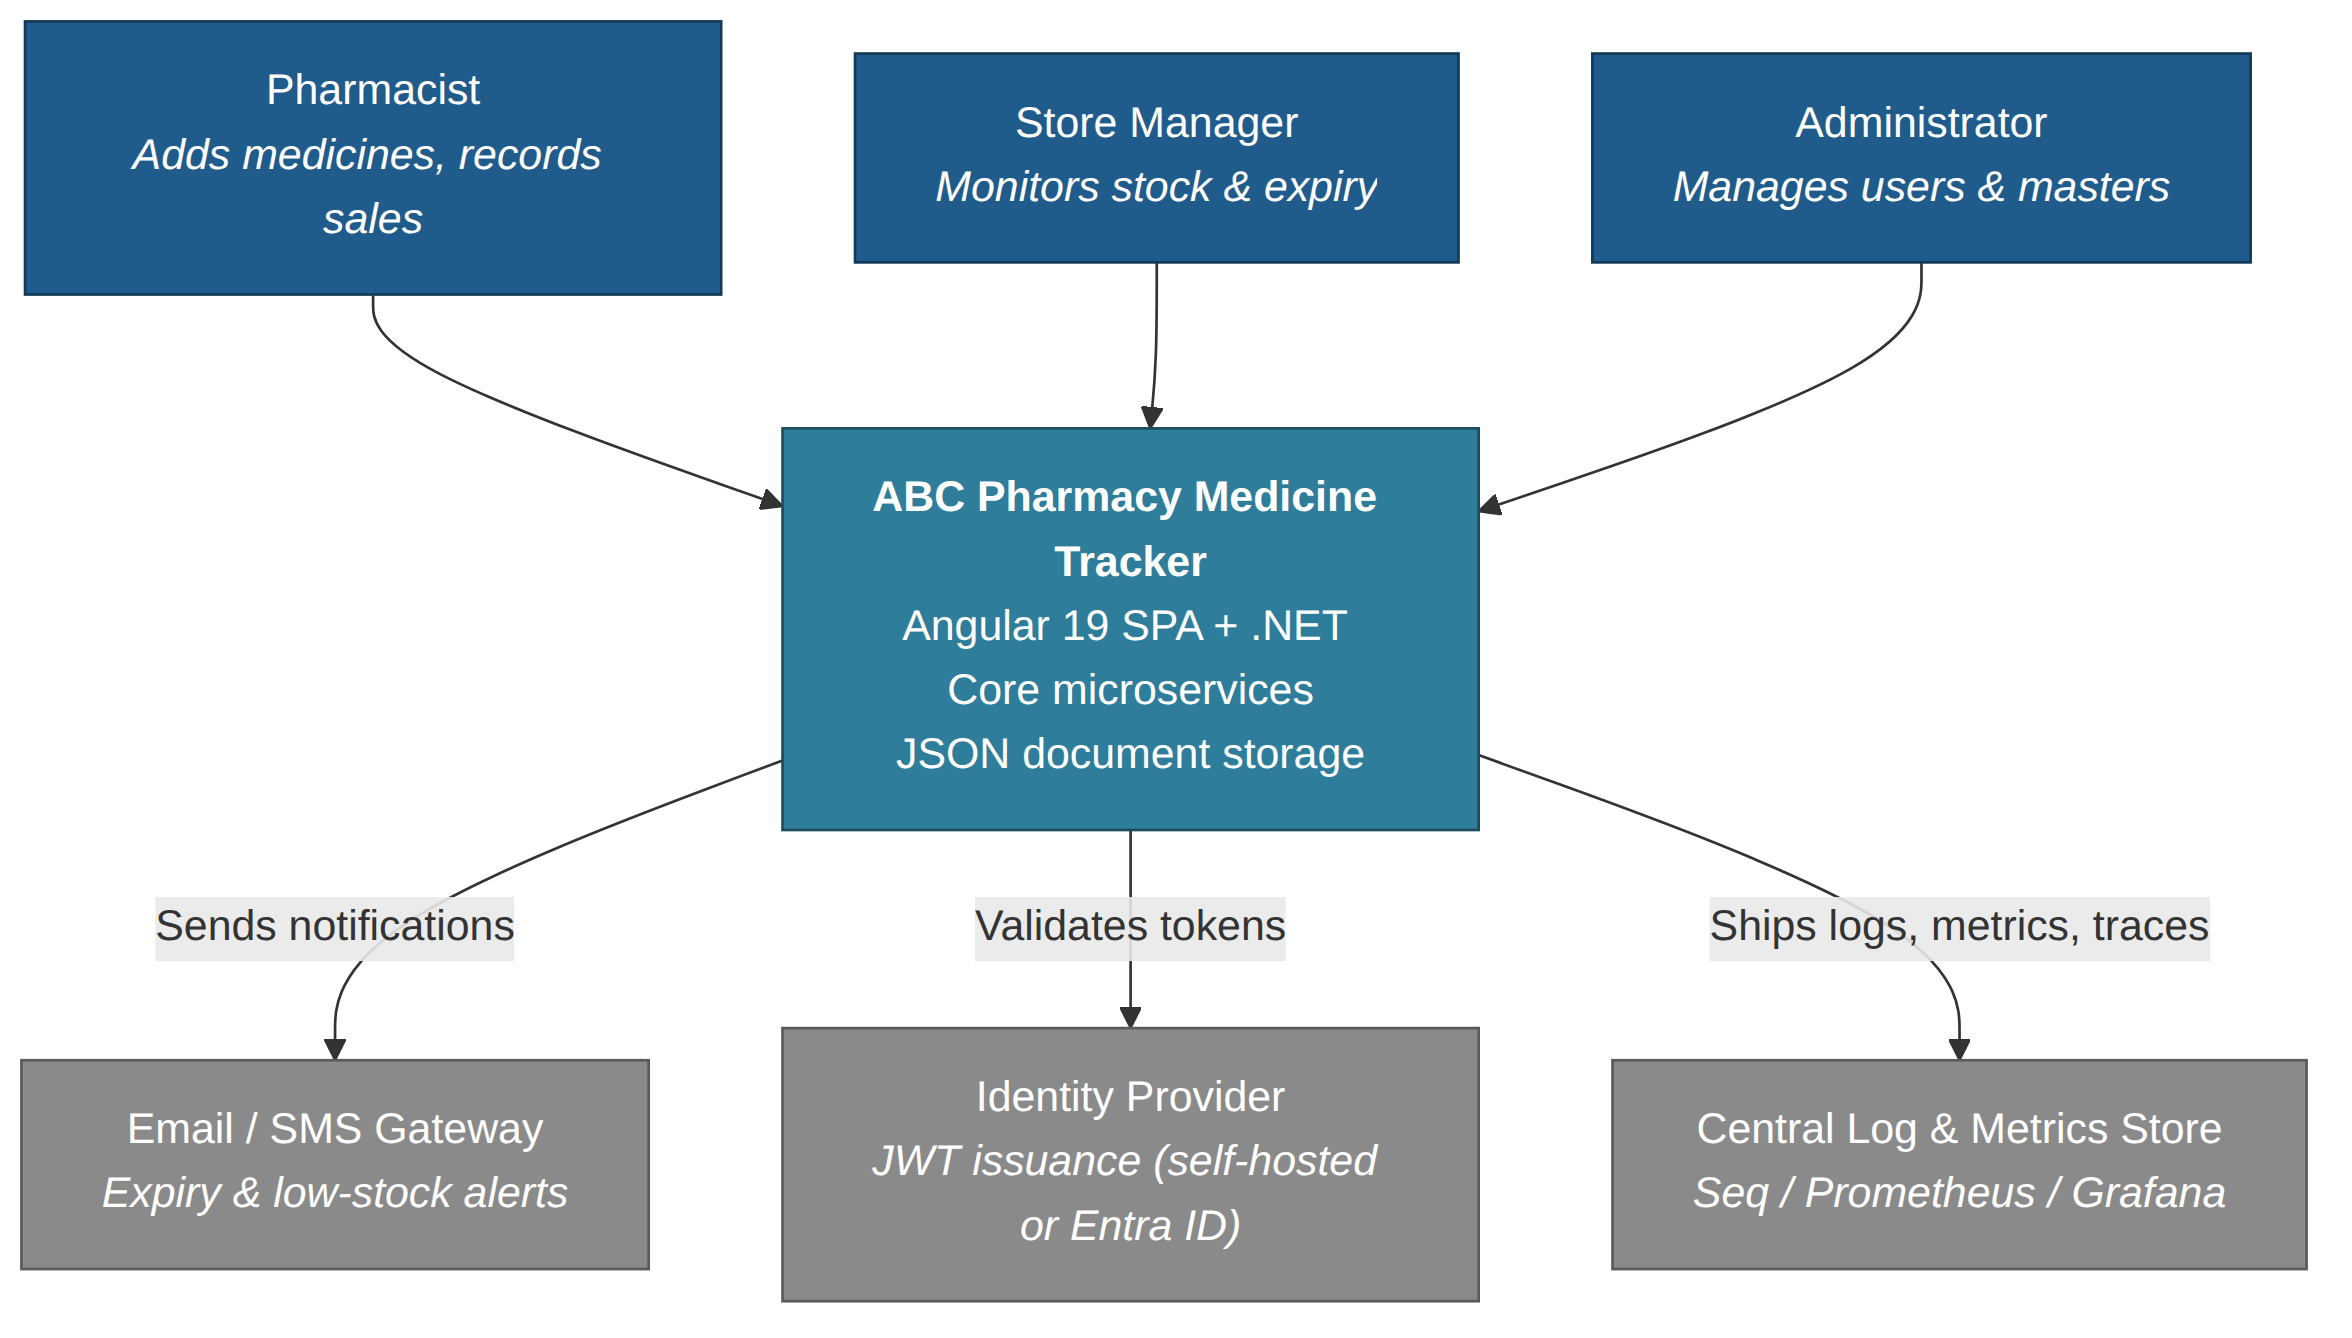 Pharmacist
Adds medicines, records
sales
Store Manager
Monitors stock & expiry
Administrator
Manages users & masters
ABC Pharmacy Medicine
Tracker
Angular 19 SPA + .NET
Core microservices
JSON document storage
Sends notifications
Validates tokens
Ships logs, metrics, traces
Email / SMS Gateway
Expiry & low-stock alerts
Identity Provider
JWT issuance (self-hosted
or Entra ID)
Central Log & Metrics Store
Seq / Prometheus / Grafana